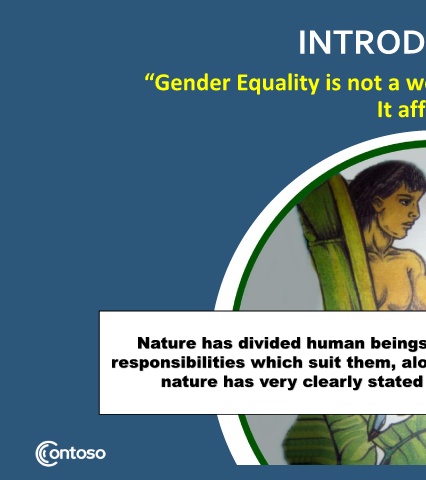 INTROD
“Gender Equality is not a w
It aff
Nature has divided human beings
responsibilities which suit them, alo
nature has very clearly stated
Contoso